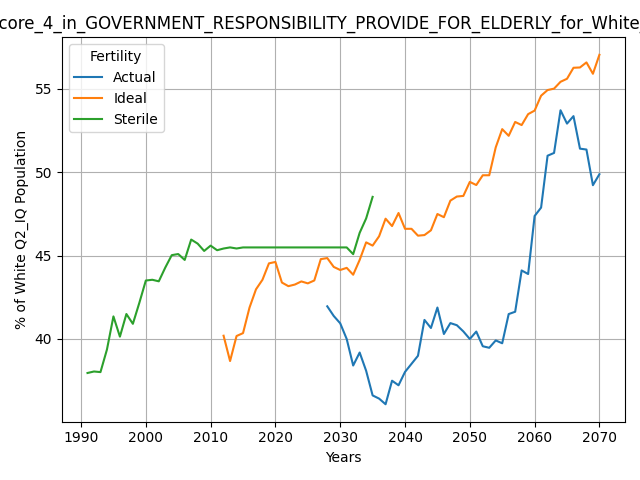 core_4_in_GOVERNMENT_RESPONSIBILITY_PROVIDE_FOR_ELDERLY_for_White_
Fertility
Actual
Ideal
Sterile
% of White Q2_IQ Population
55
50
45
40
1990 2000 2010 2020 2030 2040 2050 2060 2070
Years